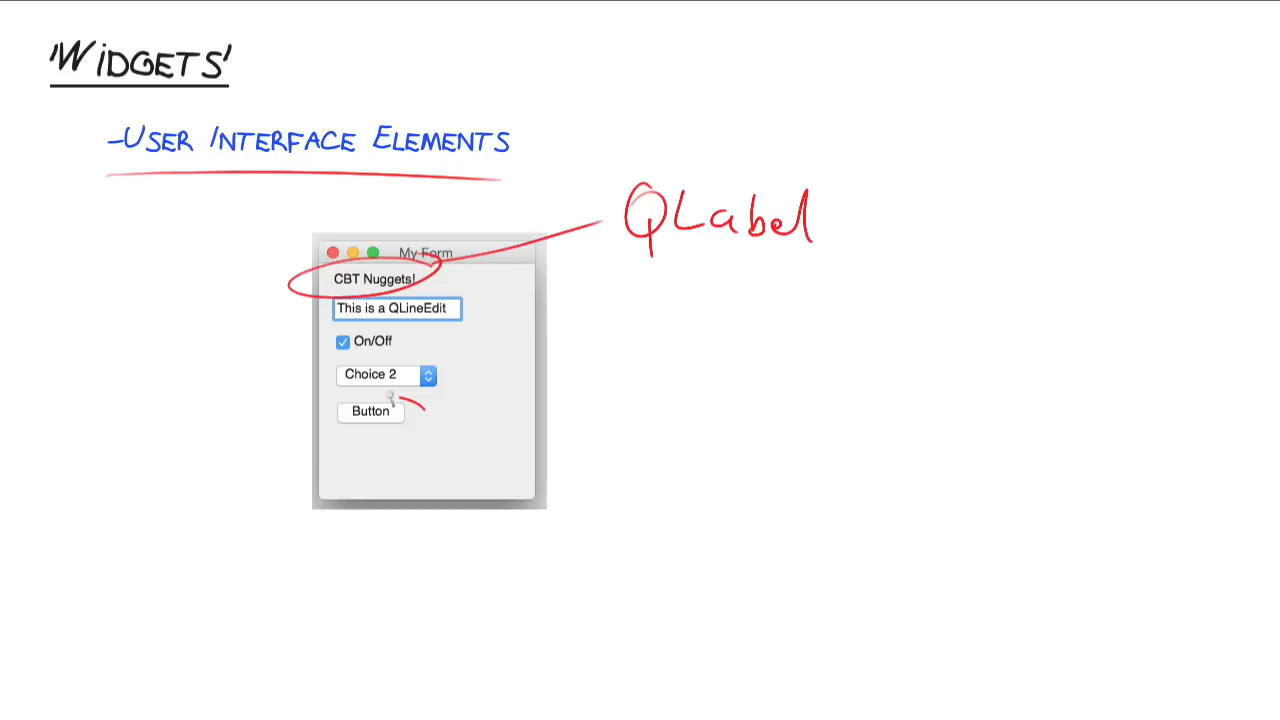 'WIDGETS'
-USER INTERFACE ELEMENTS
QLabel
My Form
CBT Nuggets!
This is a QLineEdit
On/Off
Choice 2
Button